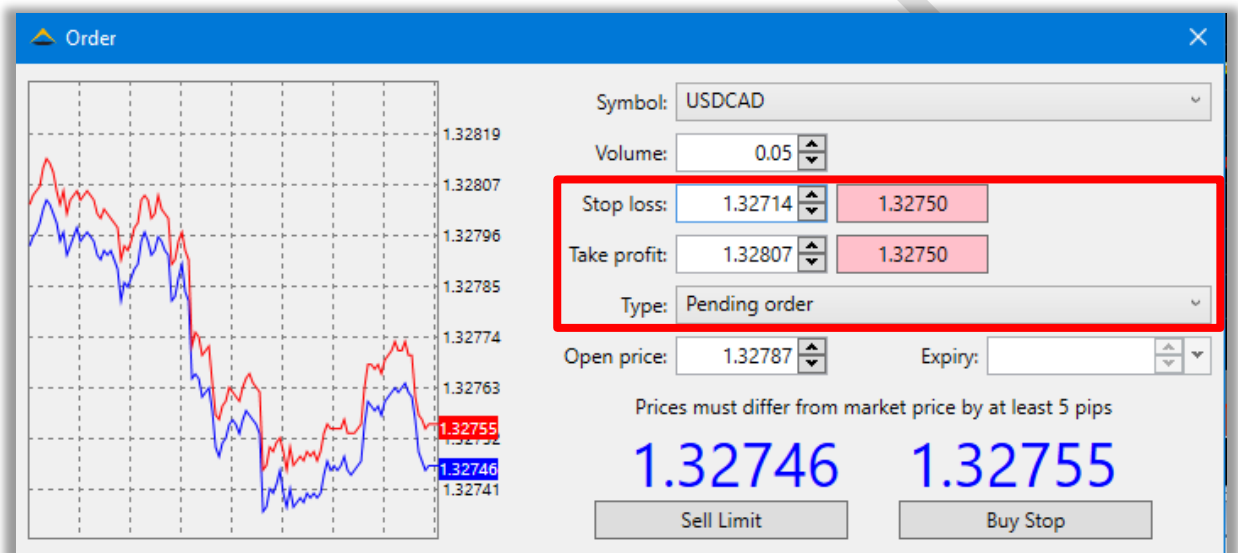 Order
1.32819
1.32807
1.32796
1.32785
1.32774
1.32763
1.32755
1.32752
1.32746
1.32741
Symbol: USDCAD
Volume: 0.05
Stop loss: 1.32714 1.32750
Take profit: 1.32807 1.32750
Type: Pending order
Open price: 1.32787 Expiry:
Prices must differ from market price by at least 5 pips
1.32746 1.32755
Sell Limit Buy Stop